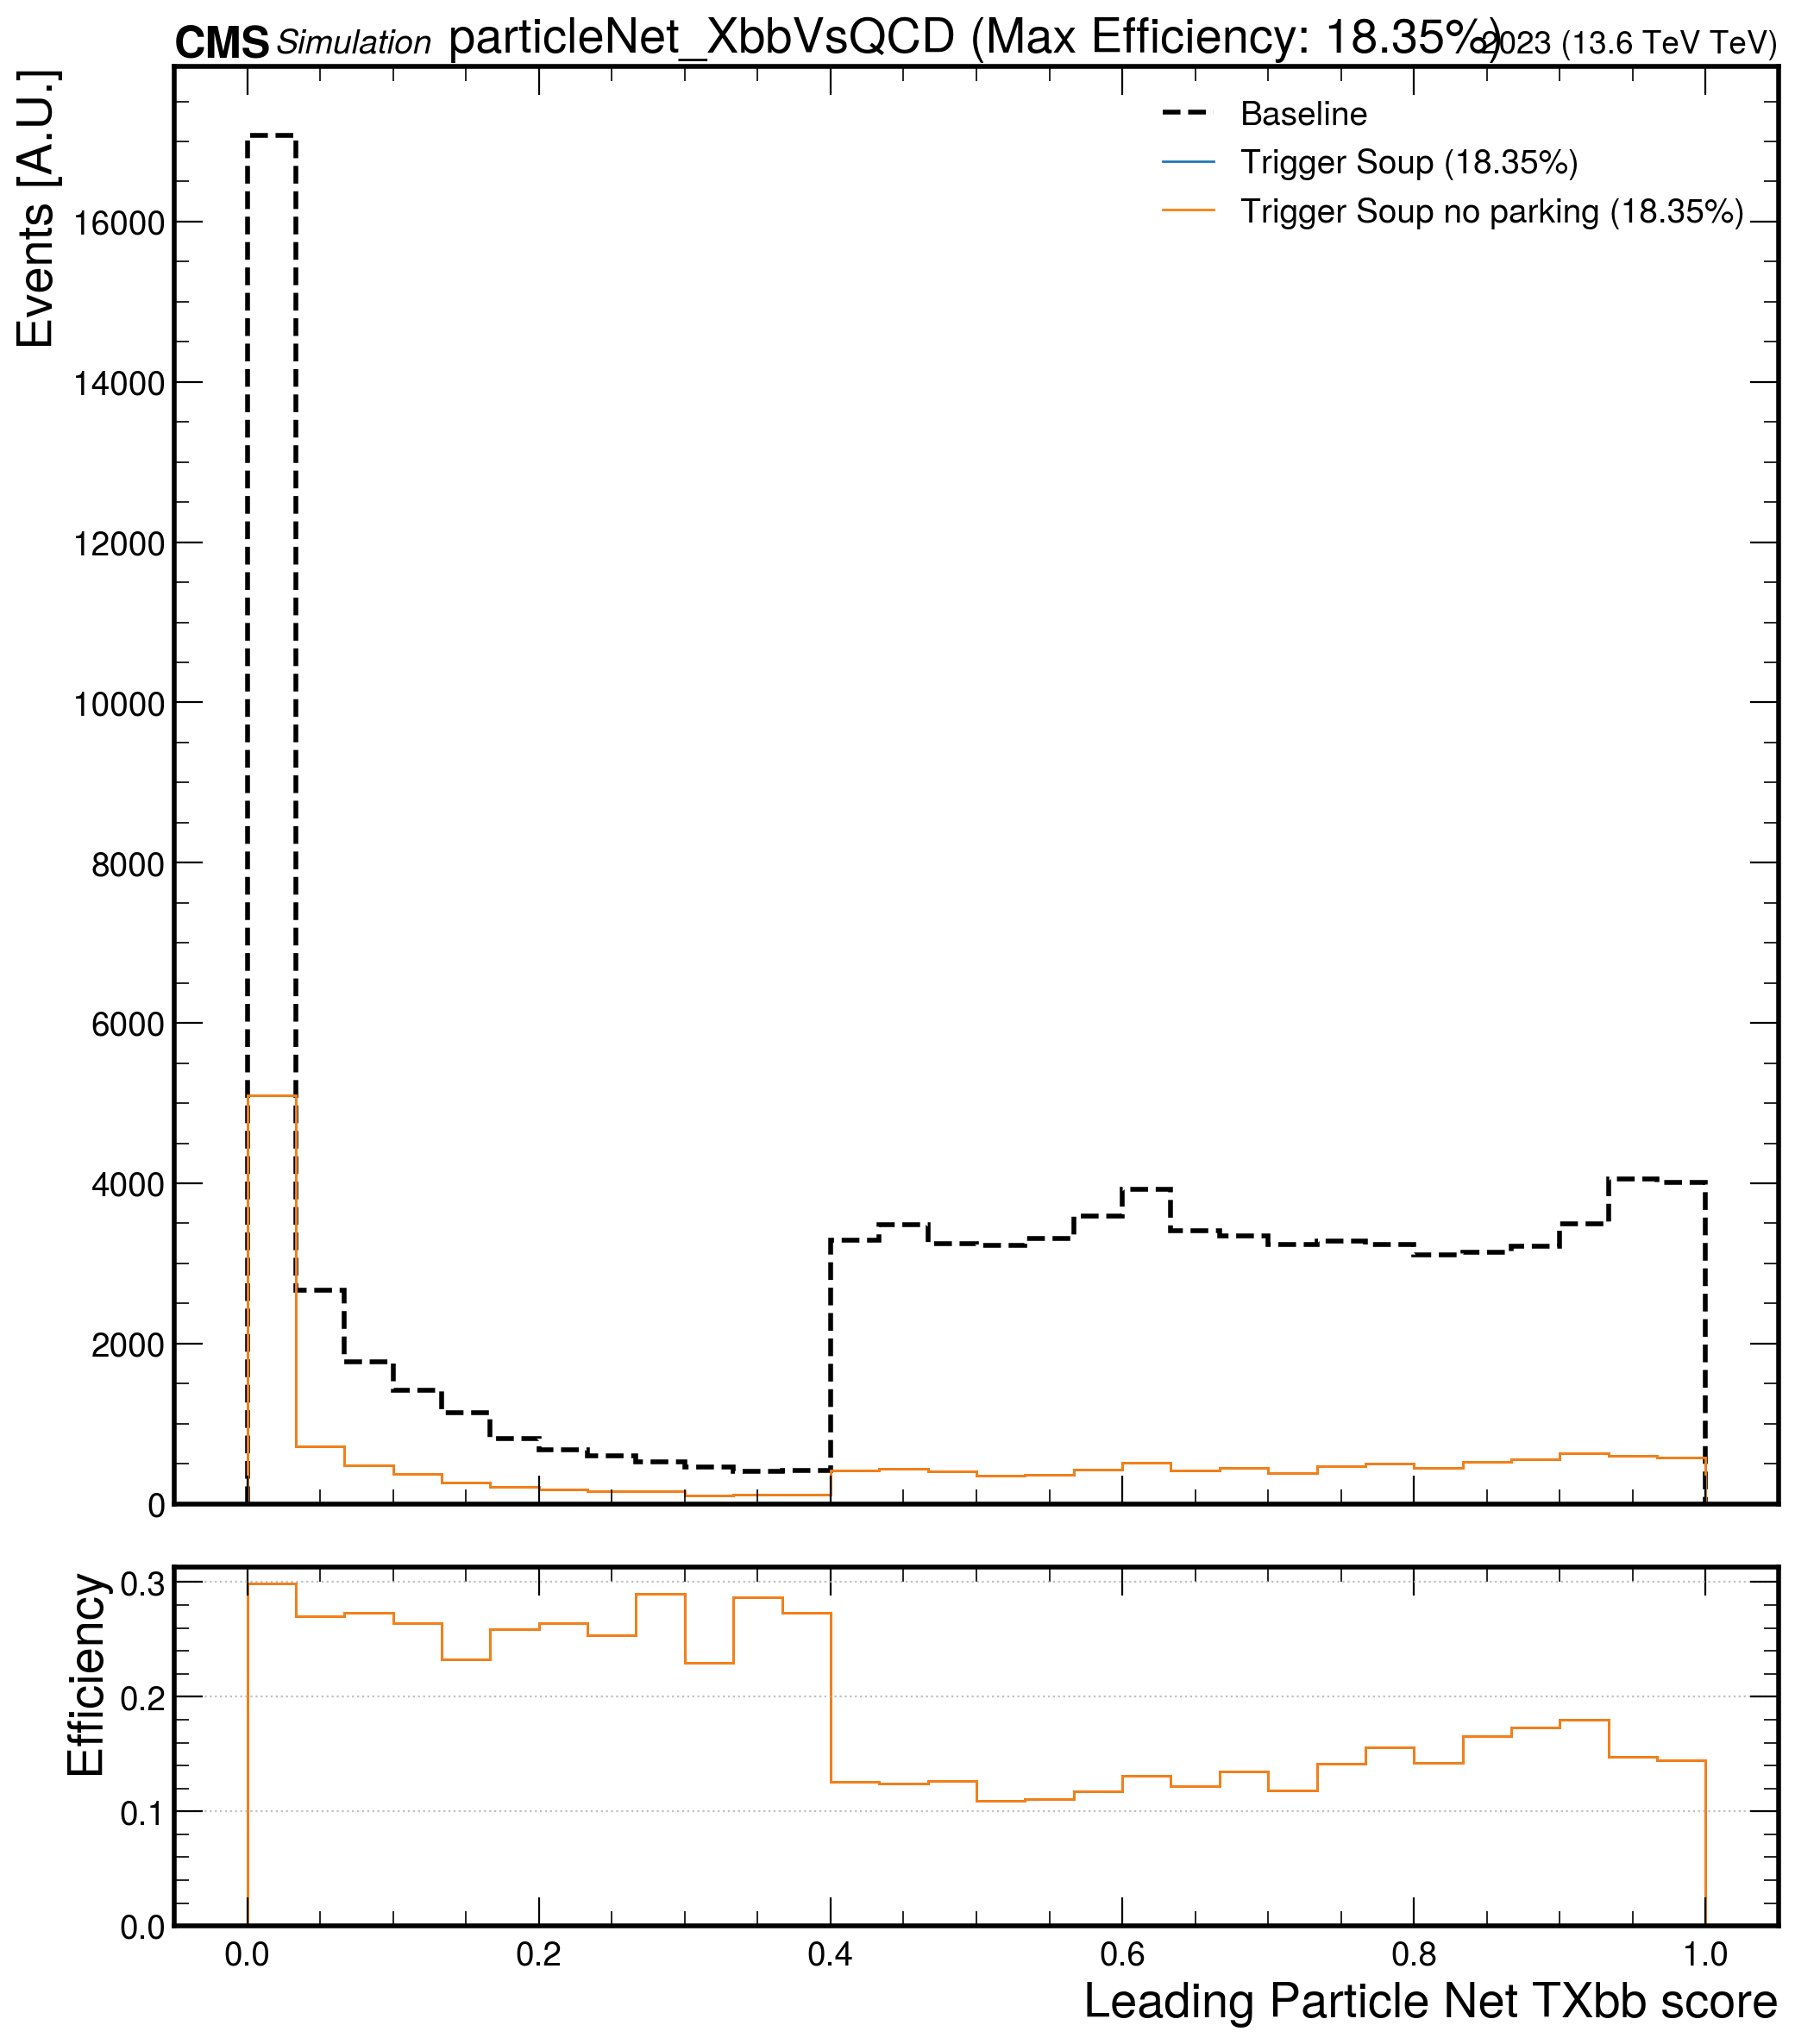 CMS Simulation particleNet_XbbVsQCD (Max Efficiency: 18.35%) 2023 (13.6 TeV TeV)
Events [A.U.]
Baseline
Trigger Soup (18.35%)
Trigger Soup no parking (18.35%)
16000
14000
12000
10000
8000
6000
4000
2000
0
Efficiency
0.3
0.2
0.1
0.0
0.0 0.2 0.4 0.6 0.8 1.0
Leading Particle Net TXbb score